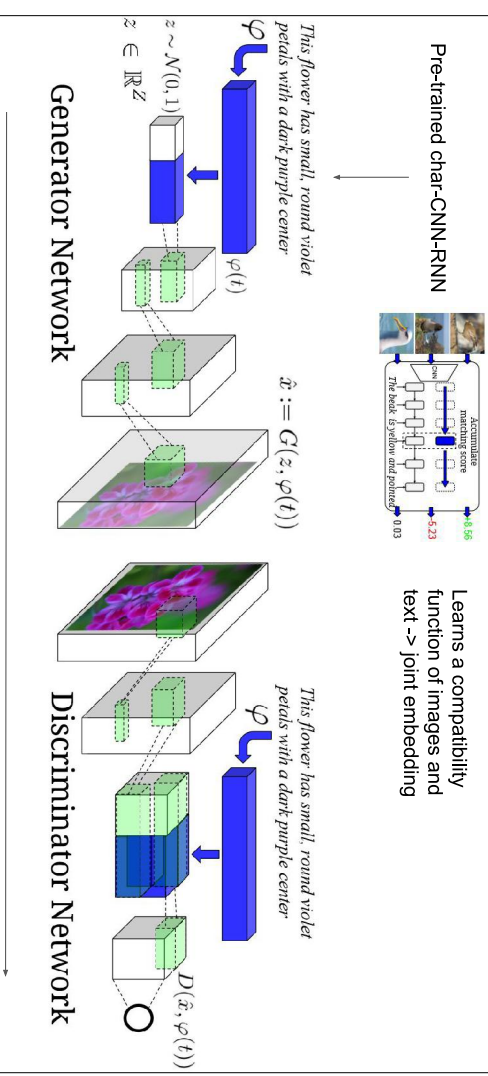 Pre-trained char-CNN-RNN
CNN
Accumulate
matching score
The beak is yellow and pointed
+8.56
-5.23
0.03
Learns a compatibility
function of images and
text -> joint embedding
This flower has small, round violet
petals with a dark purple center
φ
φ(t)
z ~ 𝒩(0, 1)
z ∈ ℝ^Z
x̂ := G(z, φ(t))
Generator Network
This flower has small, round violet
petals with a dark purple center
φ
D(x̂, φ(t))
Discriminator Network